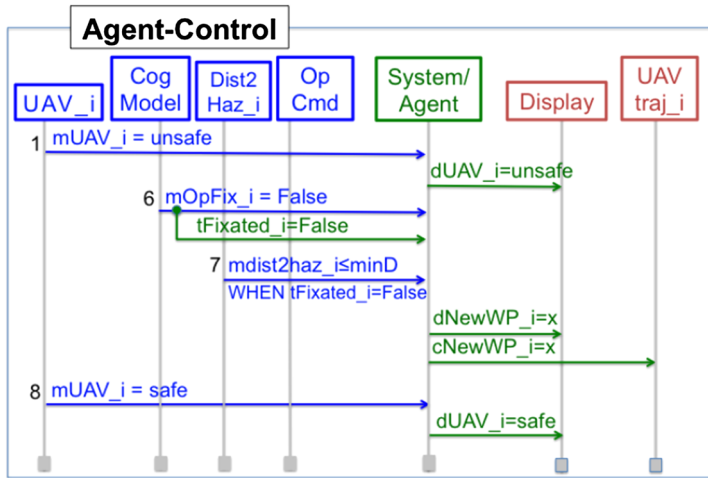 Agent-Control
UAV_i
Cog
Model
Dist2
Haz_i
Op
Cmd
System/
Agent
Display
UAV
traj_i
1 mUAV_i = unsafe
dUAV_i=unsafe
6 mOpFix_i = False
tFixated_i=False
7 mdist2haz_i≤minD
WHEN tFixated_i=False
dNewWP_i=x
cNewWP_i=x
8 mUAV_i = safe
dUAV_i=safe